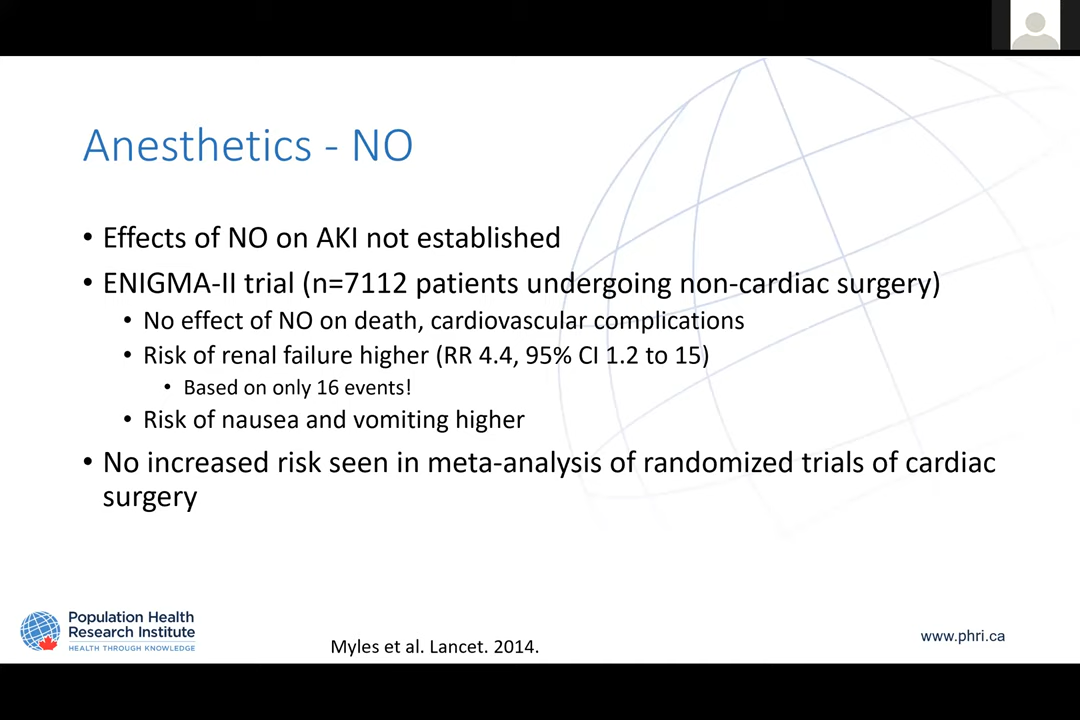 Anesthetics - NO
• Effects of NO on AKI not established
• ENIGMA-II trial (n=7112 patients undergoing non-cardiac surgery)
• No effect of NO on death, cardiovascular complications
• Risk of renal failure higher (RR 4.4, 95% CI 1.2 to 15)
• Based on only 16 events!
• Risk of nausea and vomiting higher
• No increased risk seen in meta-analysis of randomized trials of cardiac
surgery
Population Health
Research Institute
HEALTH THROUGH KNOWLEDGE
Myles et al. Lancet. 2014.
www.phri.ca